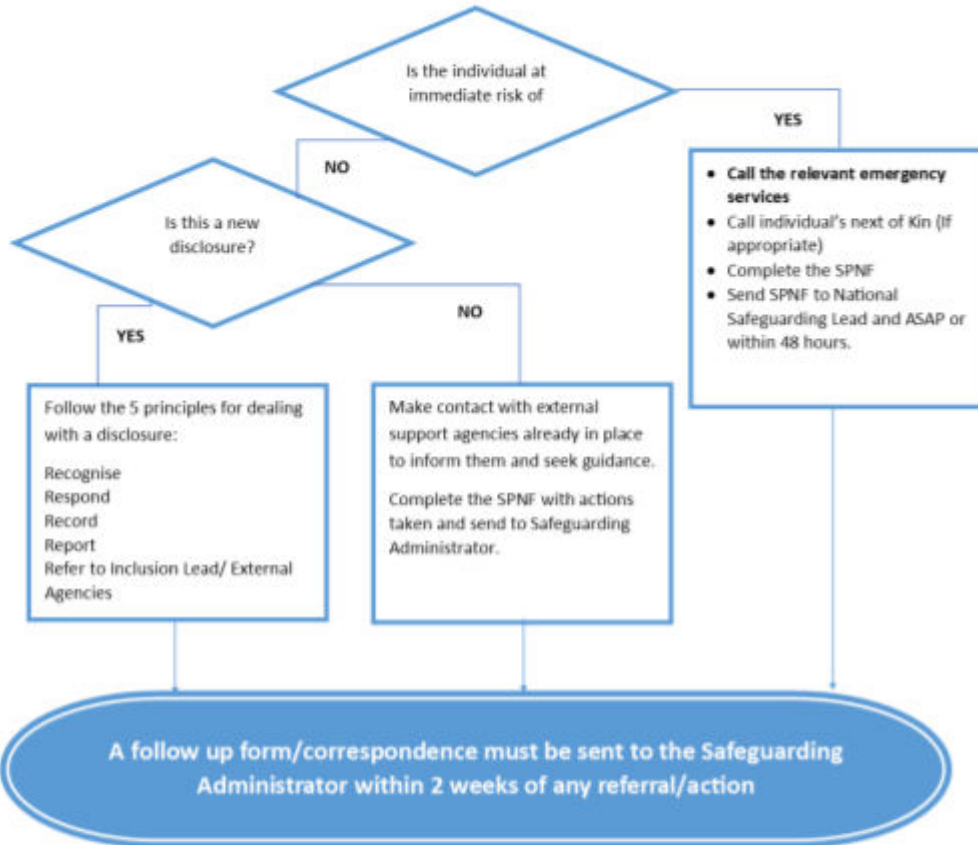 Is the individual at
immediate risk of
YES
NO
• Call the relevant emergency
services
• Call individual's next of Kin (If
appropriate)
• Complete the SPNF
• Send SPNF to National
Safeguarding Lead and ASAP or
within 48 hours.
Is this a new
disclosure?
YES
NO
Follow the 5 principles for dealing
with a disclosure:
Recognise
Respond
Record
Report
Refer to Inclusion Lead/ External
Agencies
Make contact with external
support agencies already in place
to inform them and seek guidance.
Complete the SPNF with actions
taken and send to Safeguarding
Administrator.
A follow up form/correspondence must be sent to the Safeguarding
Administrator within 2 weeks of any referral/action